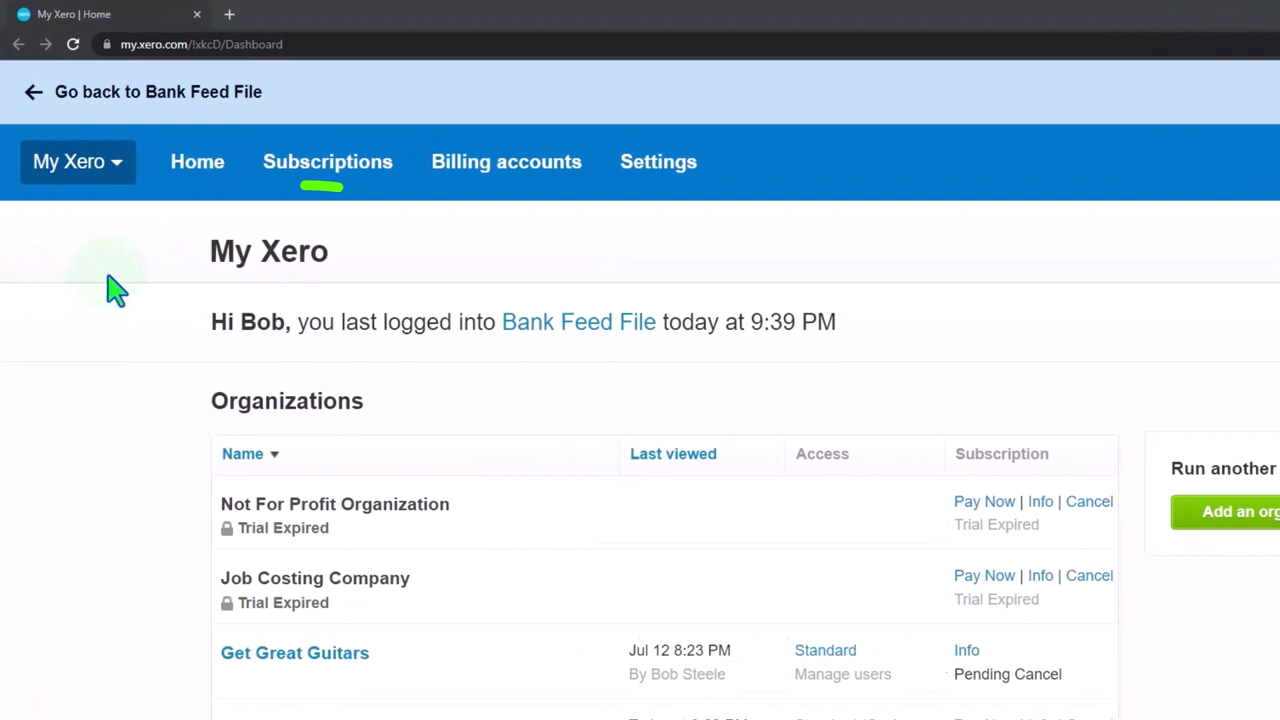 My Xero | Home
my.xero.com/!xkcD/Dashboard
Go back to Bank Feed File
My Xero Home Subscriptions Billing accounts Settings
My Xero
Hi Bob, you last logged into Bank Feed File today at 9:39 PM
Organizations
Name Last viewed Access Subscription
Run another
Add an org
Not For Profit Organization Pay Now | Info | Cancel
Trial Expired Trial Expired
Job Costing Company Pay Now | Info | Cancel
Trial Expired Trial Expired
Get Great Guitars Jul 12 8:23 PM Standard Info
By Bob Steele Manage users Pending Cancel